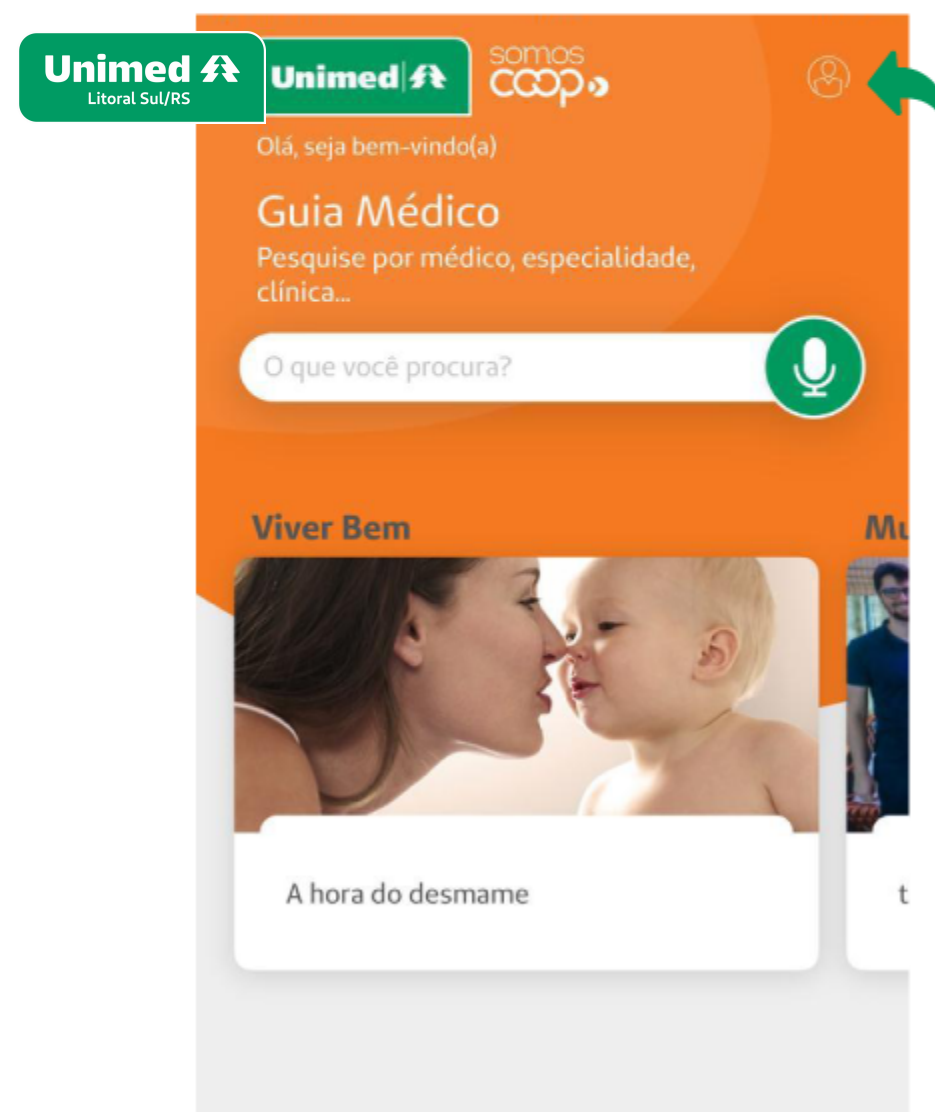 Unimed
Litoral Sul/RS
Unimed
somos
coop
Olá, seja bem-vindo(a)
Guia Médico
Pesquise por médico, especialidade,
clínica...
O que você procura?
Viver Bem
Mu
A hora do desmame
t